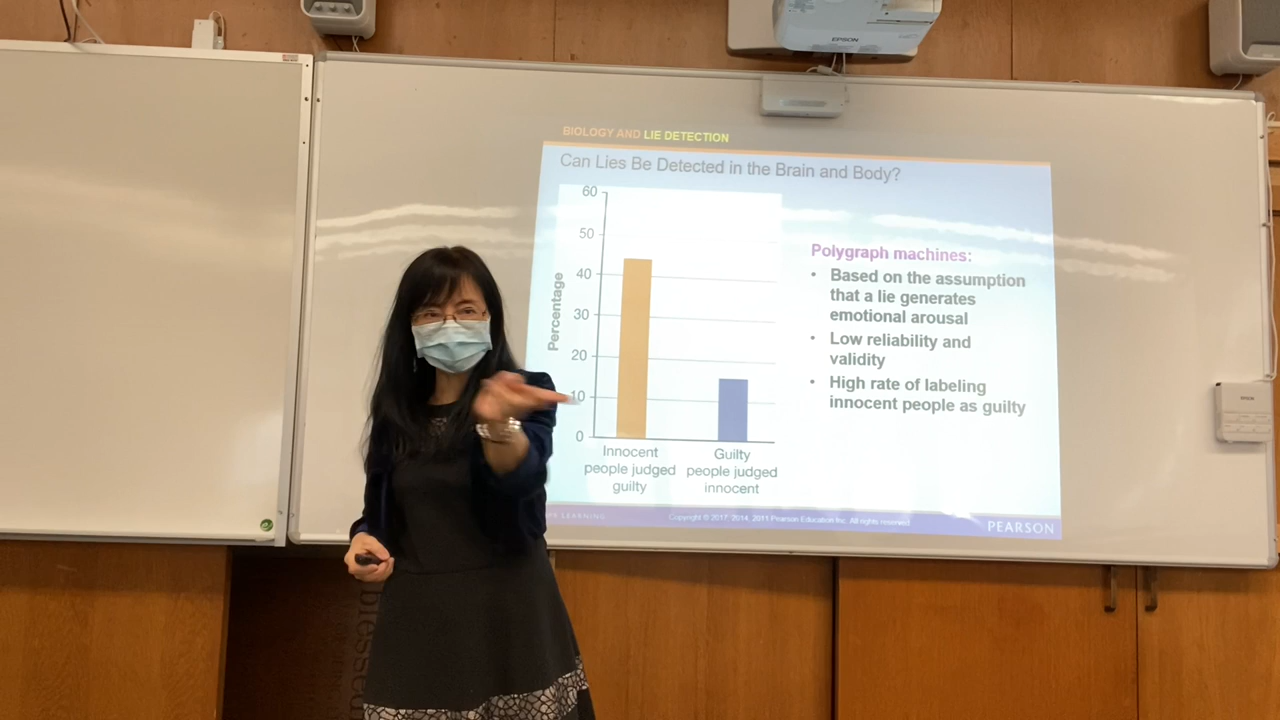 EPSON
BIOLOGY AND LIE DETECTION
Can Lies Be Detected in the Brain and Body?
60
50
40
30
20
10
0
Percentage
Innocent
people judged
guilty
Guilty
people judged
innocent
Polygraph machines:
• Based on the assumption
that a lie generates
emotional arousal
• Low reliability and
validity
• High rate of labeling
innocent people as guilty
LEARNING
Copyright © 2017, 2014, 2011 Pearson Education Inc. All rights reserved
PEARSON
EPSON
blessed